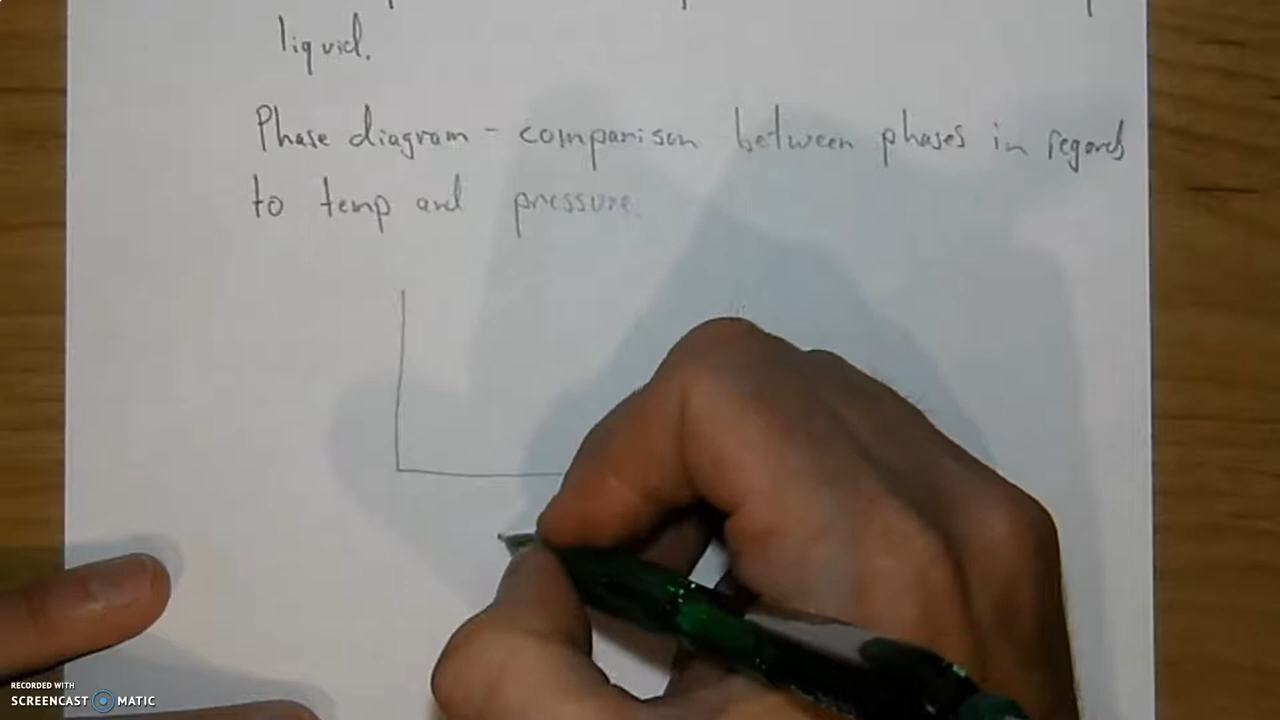 liquid.
Phase diagram - comparison between phases in regards
to temp and pressure.
RECORDED WITH
SCREENCAST MATIC